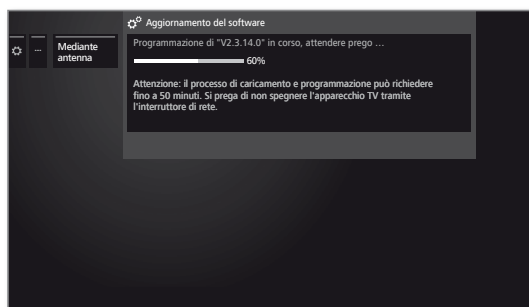 Aggiornamento del software
...
Mediante
antenna
Programmazione di "V2.3.14.0" in corso, attendere prego ...
60%
Attenzione: il processo di caricamento e programmazione può richiedere
fino a 50 minuti. Si prega di non spegnere l'apparecchio TV tramite
l'interruttore di rete.